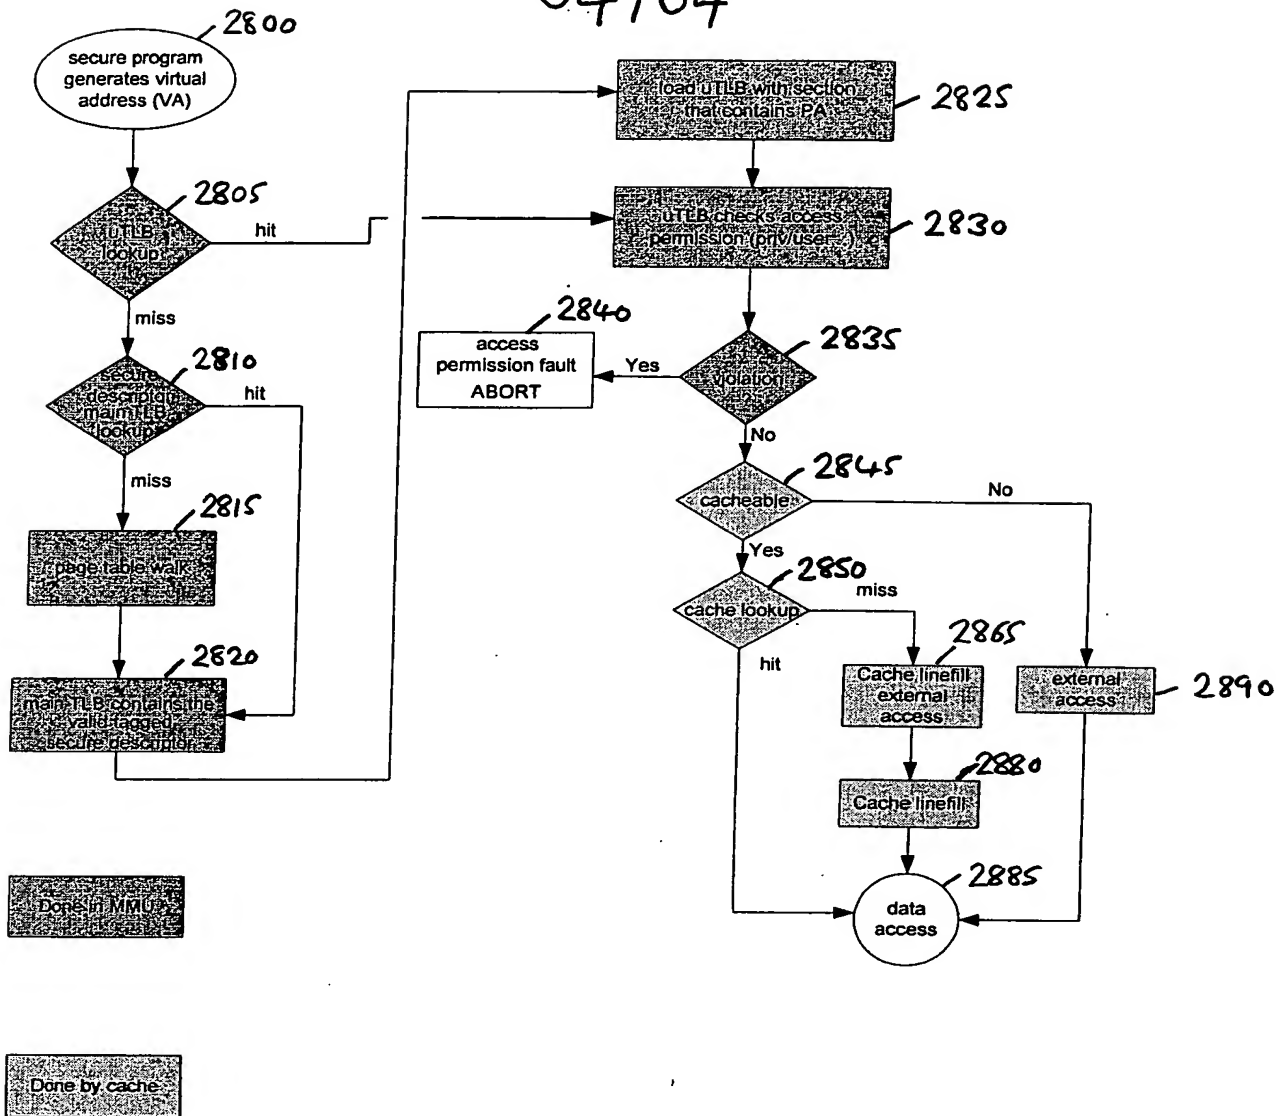 2800
secure program
generates virtual
address (VA)
2805
uTLB
lookup
hit
miss
2810
secure
descriptor
mainTLB
lookup
hit
miss
2815
page table walk
2820
main TLB contains the
valid tagged
secure descriptor
load uTLB with section
that contains PA
2825
uTLB checks access
permission (priv/user...)
2830
2840
access
permission fault
ABORT
Yes
2835
violation
No
2845
cacheable
No
Yes
2850
cache lookup
miss
hit
2865
Cache linefill
external
access
external
access
2890
2880
Cache linefill
2885
data
access
Done in MMU
Done by cache